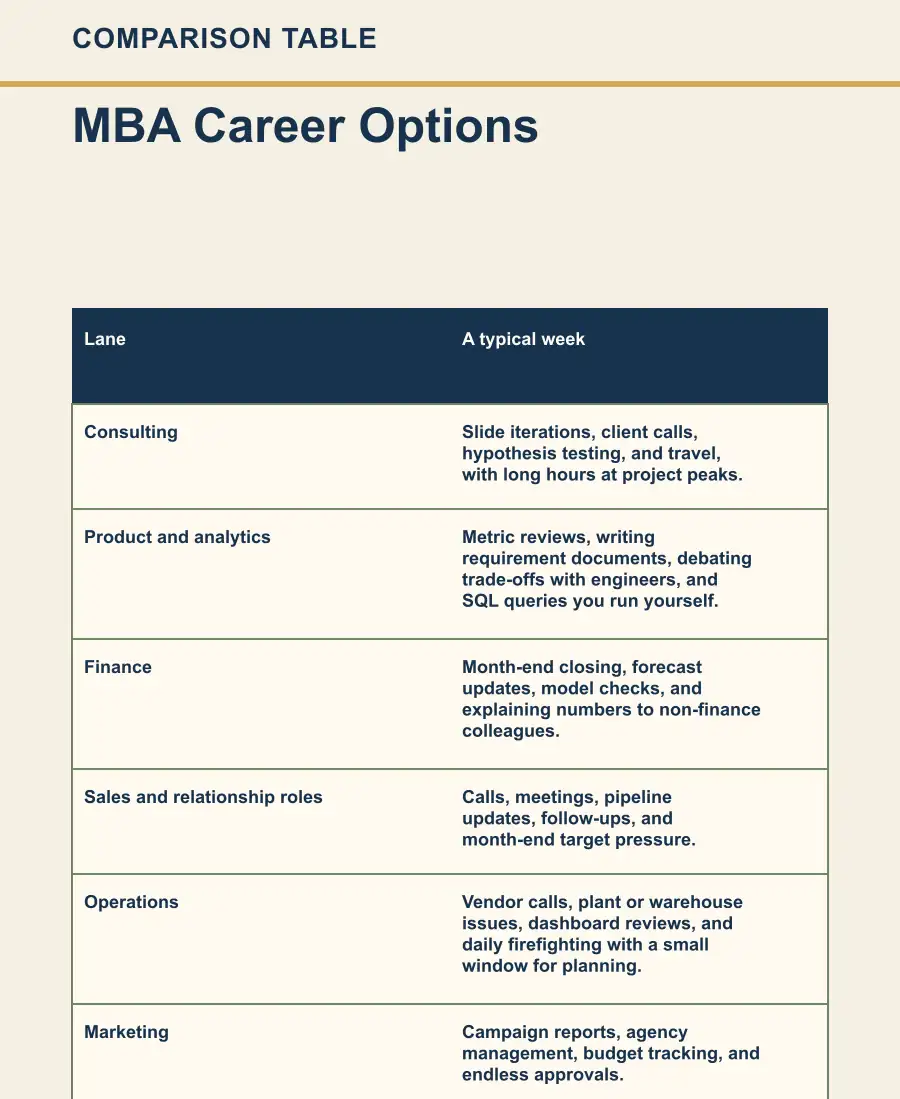 COMPARISON TABLE
MBA Career Options
Lane
A typical week
Consulting
Slide iterations, client calls,
hypothesis testing, and travel,
with long hours at project peaks.
Product and analytics
Metric reviews, writing
requirement documents, debating
trade-offs with engineers, and
SQL queries you run yourself.
Finance
Month-end closing, forecast
updates, model checks, and
explaining numbers to non-finance
colleagues.
Sales and relationship roles
Calls, meetings, pipeline
updates, follow-ups, and
month-end target pressure.
Operations
Vendor calls, plant or warehouse
issues, dashboard reviews, and
daily firefighting with a small
window for planning.
Marketing
Campaign reports, agency
management, budget tracking, and
endless approvals.